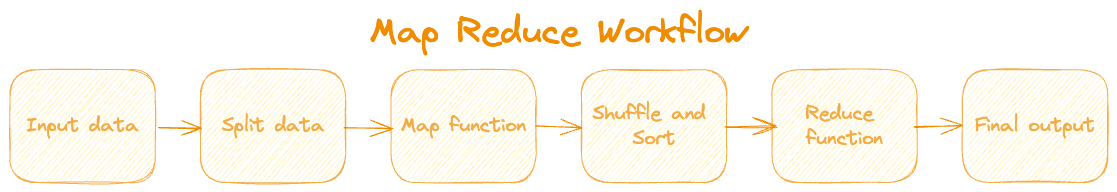 Map Reduce Workflow
Input data
Split data
Map function
Shuffle and
Sort
Reduce
function
Final output